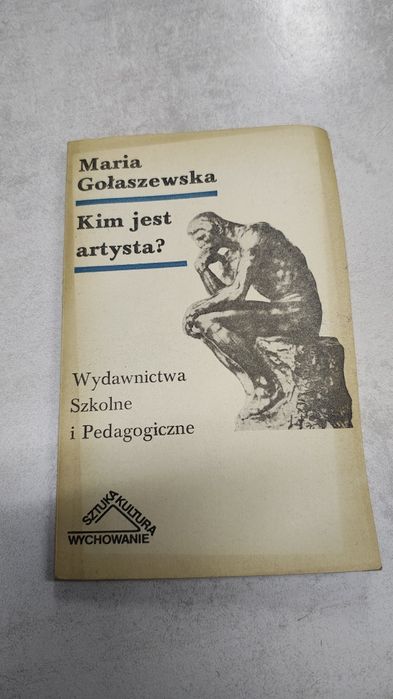 Maria
Gołaszewska
Kim jest
artysta?
Wydawnictwa
Szkolne
i Pedagogiczne
SZTUKA KULTURA
WYCHOWANIE